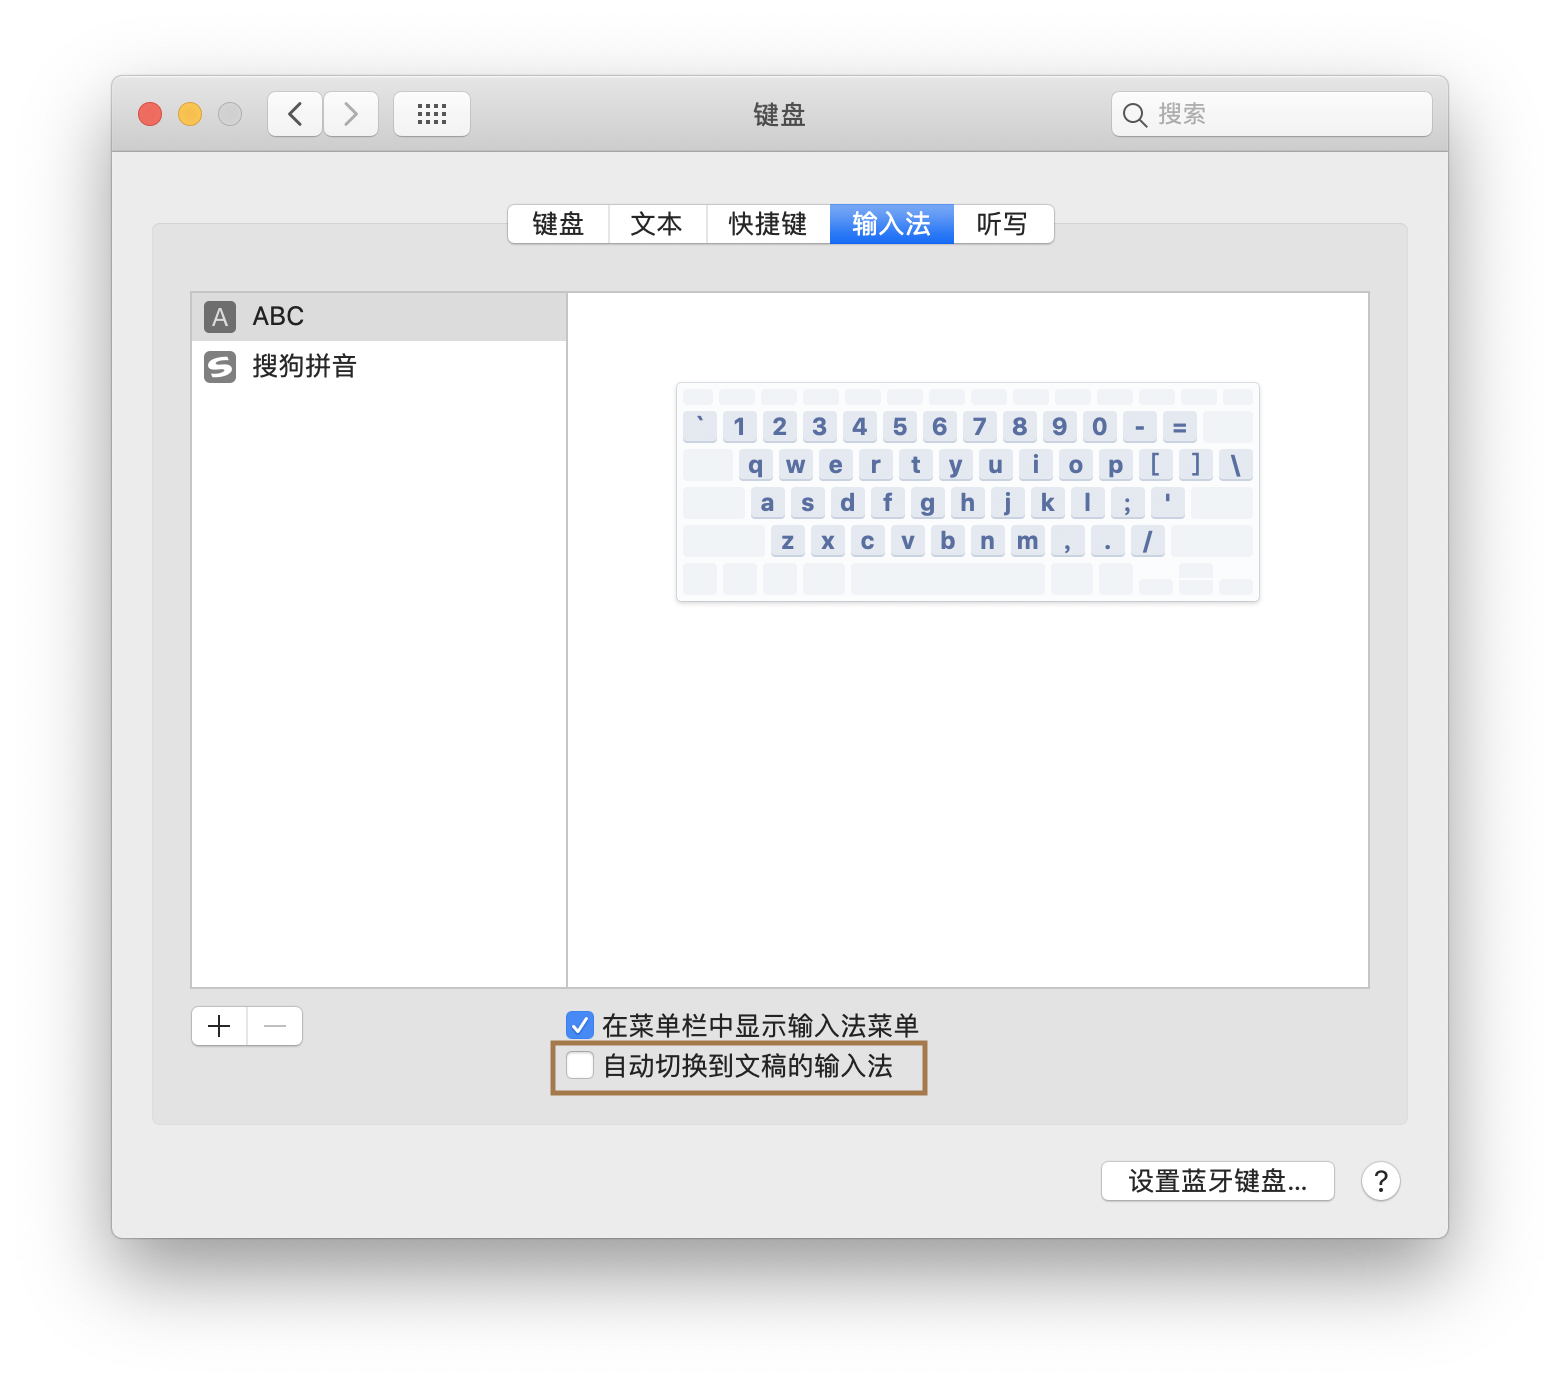 键盘
搜索
键盘 文本 快捷键 输入法 听写
A ABC
S 搜狗拼音
` 1 2 3 4 5 6 7 8 9 0 - =
q w e r t y u i o p [ ] \
a s d f g h j k l ; '
z x c v b n m , . /
在菜单栏中显示输入法菜单
自动切换到文稿的输入法
设置蓝牙键盘... ?